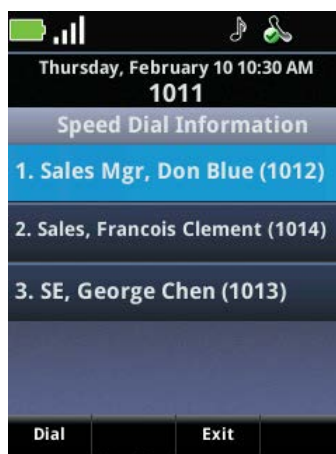 Thursday, February 10 10:30 AM
1011
Speed Dial Information
1. Sales Mgr, Don Blue (1012)
2. Sales, Francois Clement (1014)
3. SE, George Chen (1013)
Dial
Exit